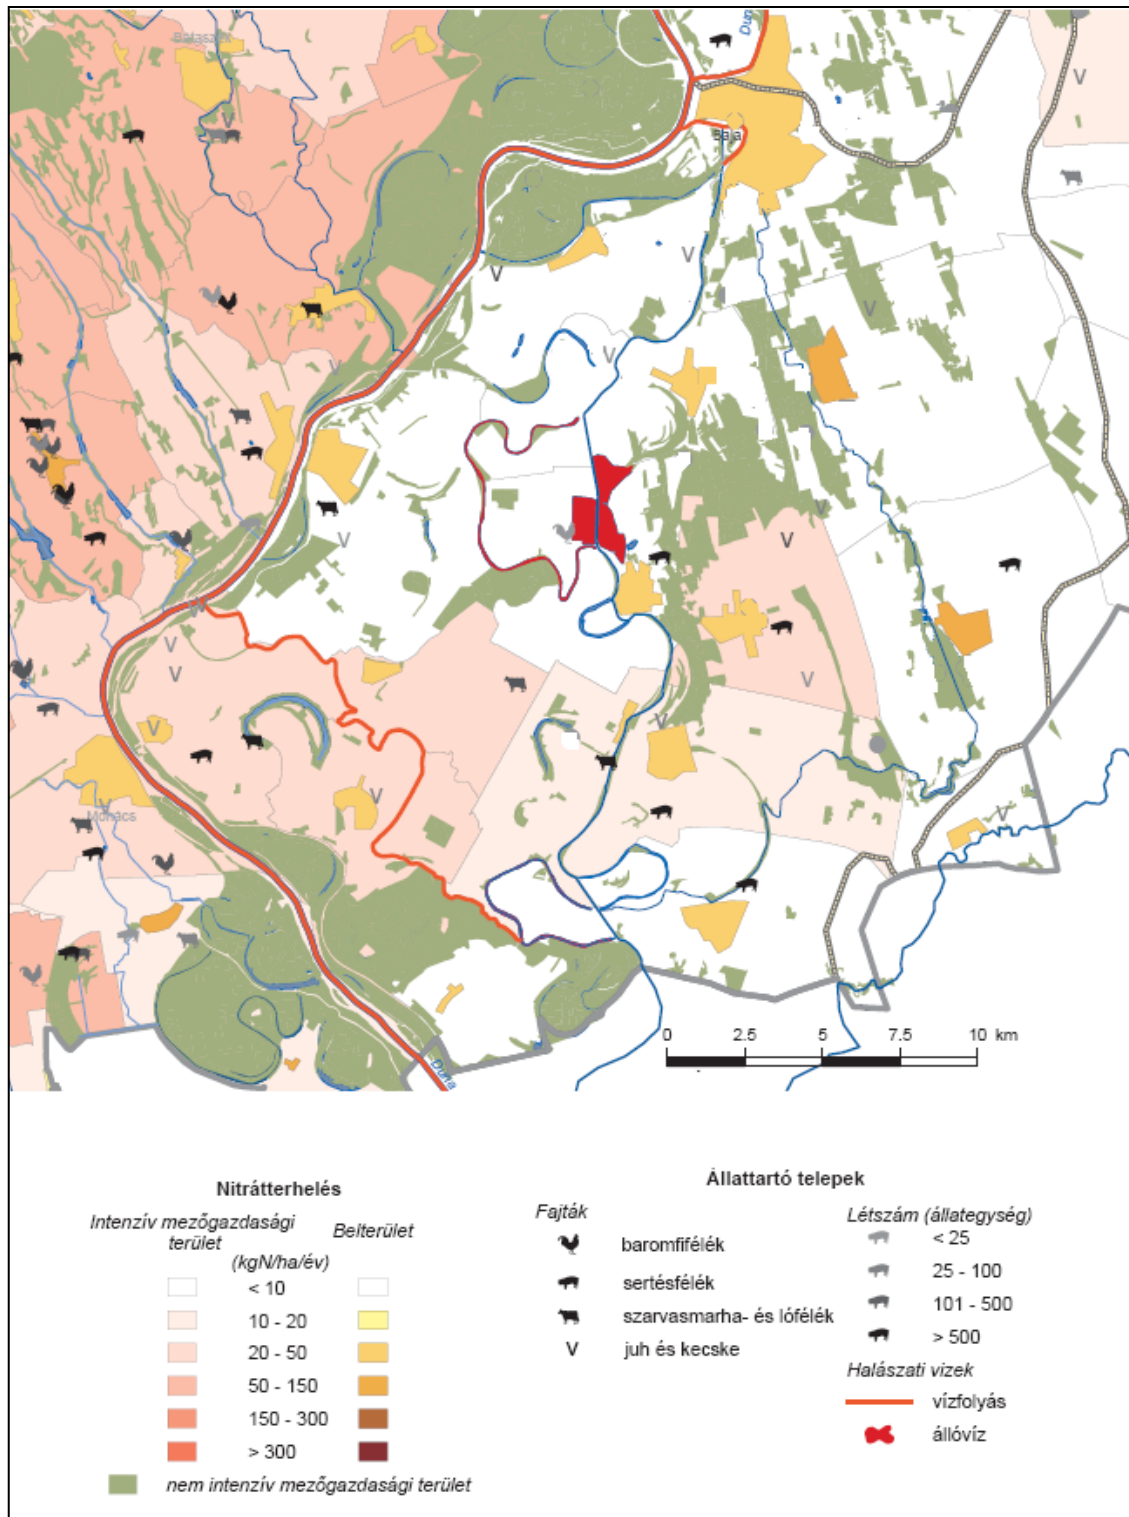 Duna
Baja
Mohács
Duna
0 2.5 5 7.5 10 km
Nitrátterhelés
Intenzív mezőgazdasági terület
Belterület
(kgN/ha/év)
< 10
10 - 20
20 - 50
50 - 150
150 - 300
> 300
nem intenzív mezőgazdasági terület
Állattartó telepek
Fajták
baromfifélék
sertésfélék
szarvasmarha- és lófélék
V juh és kecske
Létszám (állategység)
< 25
25 - 100
101 - 500
> 500
Halászati vizek
vízfolyás
állóvíz